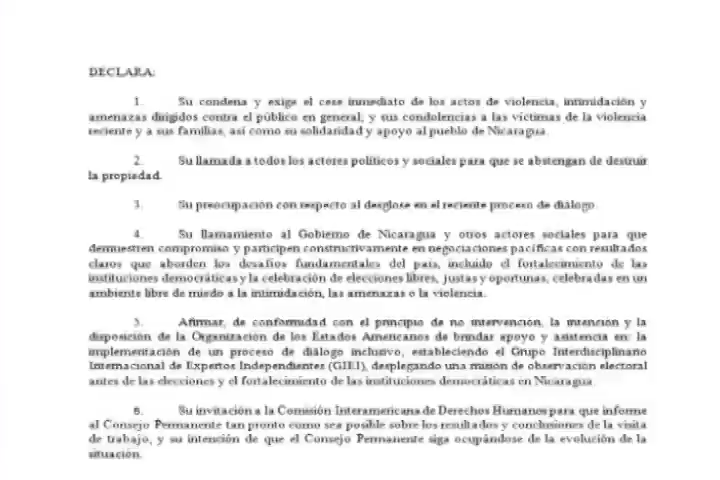 DECLARA:
1. Su condena y exige el cese inmediato de los actos de violencia, intimidación y
amenazas dirigidos contra el público en general, y sus condolencias a las víctimas de la violencia
reciente y a sus familias, así como su solidaridad y apoyo al pueblo de Nicaragua.
2. Su llamada a todos los actores políticos y sociales para que se abstengan de destruir
la propiedad.
3. Su preocupación con respecto al desglose en el reciente proceso de diálogo.
4. Su llamamiento al Gobierno de Nicaragua y otros actores sociales para que
demuestren compromiso y participen constructivamente en negociaciones pacíficas con resultados
claros que aborden los desafíos fundamentales del país, incluido el fortalecimiento de las
instituciones democráticas y la celebración de elecciones libres, justas y oportunas, celebradas en un
ambiente libre de miedo a la intimidación, las amenazas o la violencia.
5. Afirmar, de conformidad con el principio de no intervención, la intención y la
disposición de la Organización de los Estados Americanos de brindar apoyo y asistencia en: la
implementación de un proceso de diálogo inclusivo, estableciendo el Grupo Interdisciplinario
Internacional de Expertos Independientes (GIEI), desplegando una misión de observación electoral
antes de las elecciones y el fortalecimiento de las instituciones democráticas en Nicaragua.
6. Su invitación a la Comisión Interamericana de Derechos Humanos para que informe
al Consejo Permanente tan pronto como sea posible sobre los resultados y conclusiones de la visita
de trabajo, y su intención de que el Consejo Permanente siga ocupándose de la evolución de la
situación.